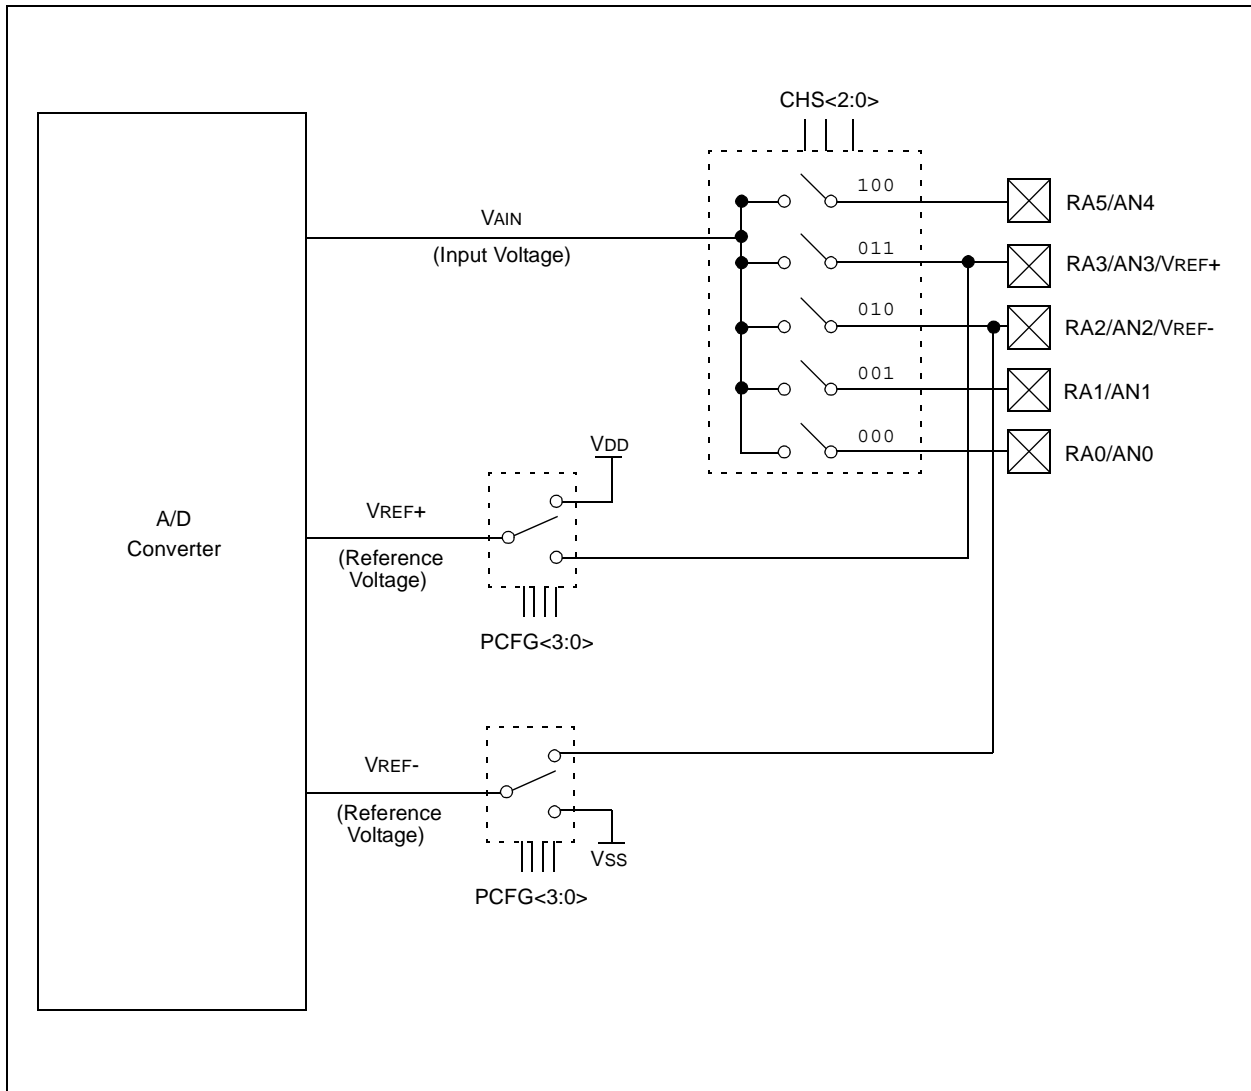 CHS<2:0>
100
RA5/AN4
VAIN
(Input Voltage)
011
RA3/AN3/VREF+
010
RA2/AN2/VREF-
001
RA1/AN1
000
RA0/AN0
VDD
A/D
Converter
VREF+
(Reference
Voltage)
PCFG<3:0>
VREF-
(Reference
Voltage)
VSS
PCFG<3:0>